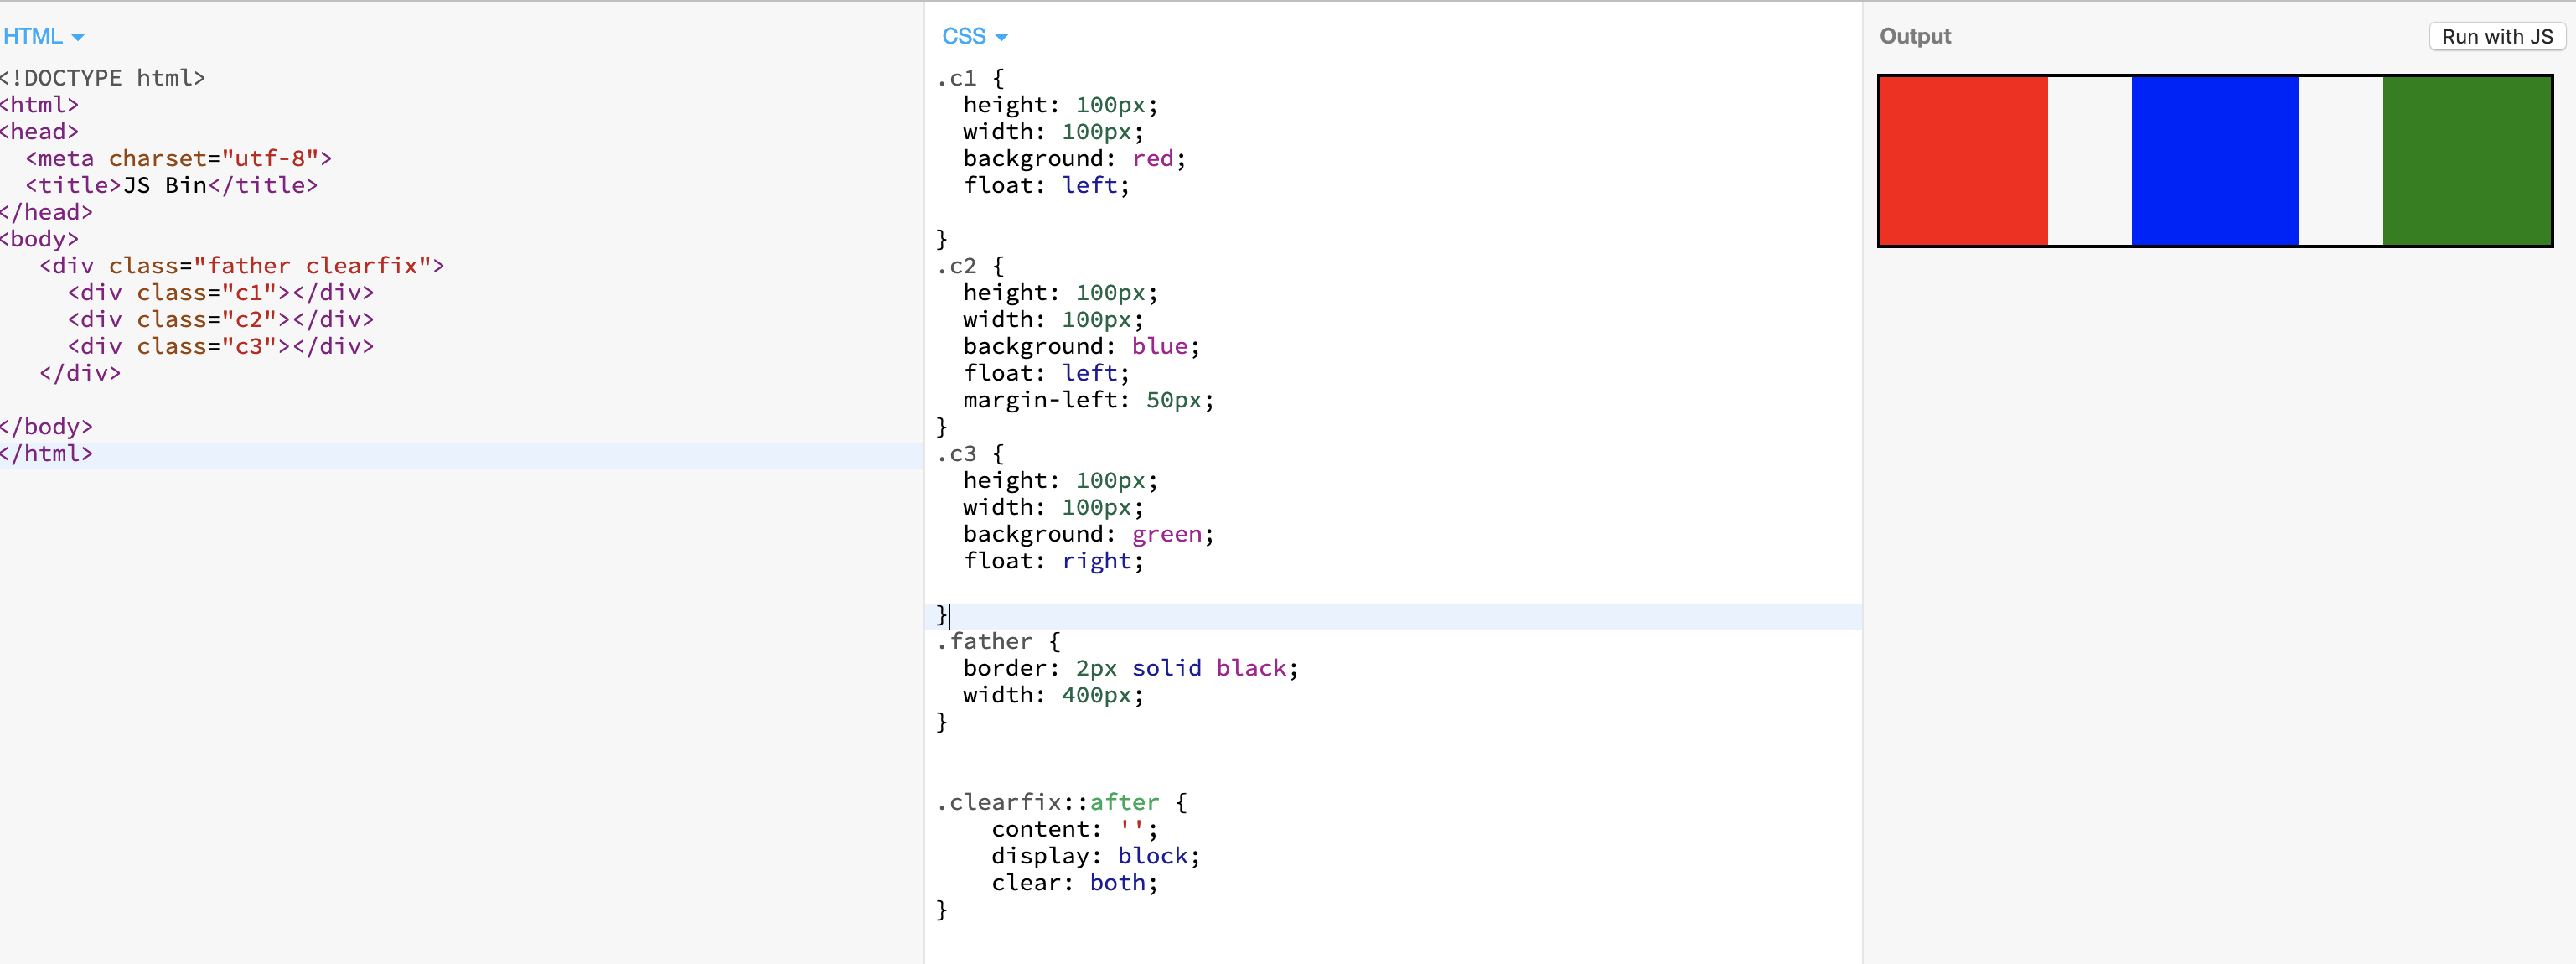 HTML
<!DOCTYPE html>
<html>
<head>
  <meta charset="utf-8">
  <title>JS Bin</title>
</head>
<body>
   <div class="father clearfix">
     <div class="c1"></div>
     <div class="c2"></div>
     <div class="c3"></div>
   </div>
</body>
</html>
CSS
.c1 {
  height: 100px;
  width: 100px;
  background: red;
  float: left;
}
.c2 {
  height: 100px;
  width: 100px;
  background: blue;
  float: left;
  margin-left: 50px;
}
.c3 {
  height: 100px;
  width: 100px;
  background: green;
  float: right;
}
.father {
  border: 2px solid black;
  width: 400px;
}
.clearfix::after {
    content: '';
    display: block;
    clear: both;
}
Output
Run with JS